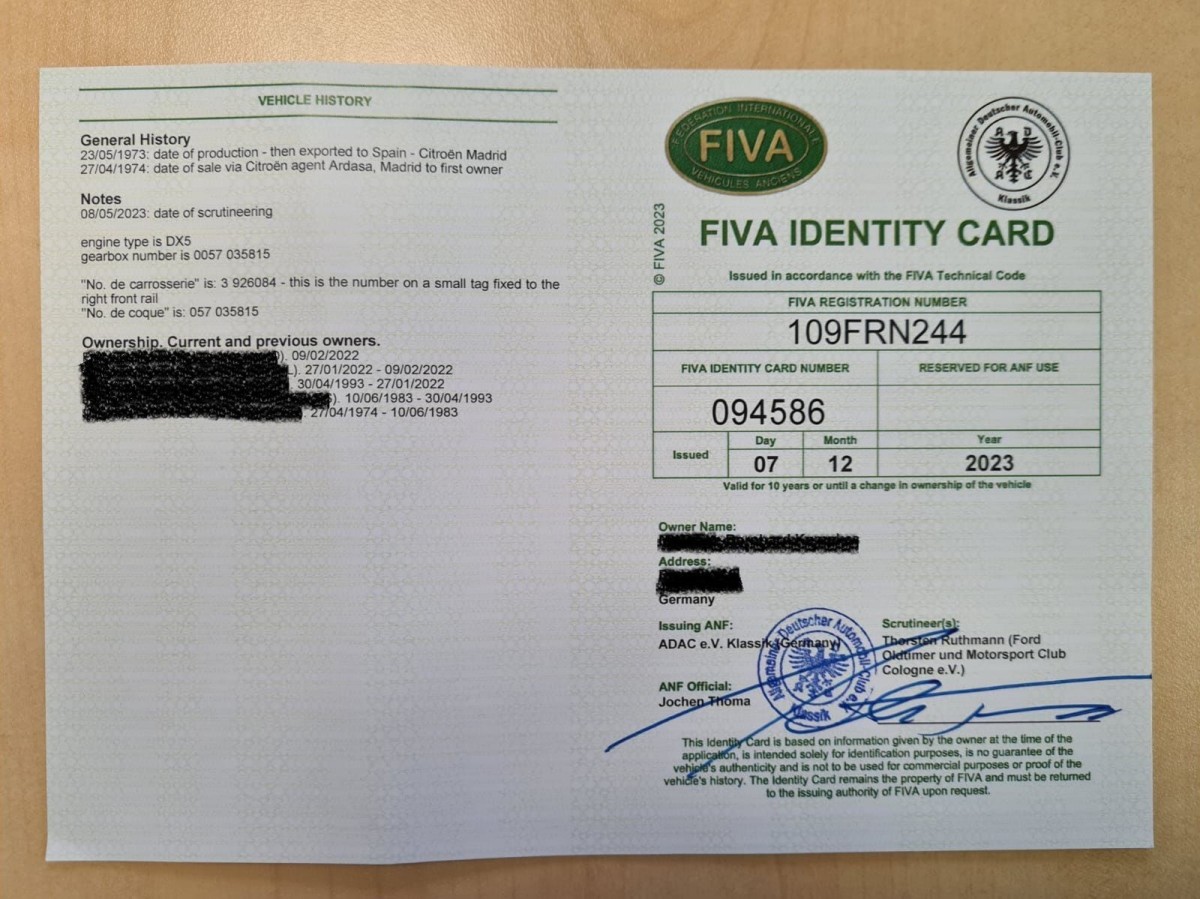 VEHICLE HISTORY
General History
23/05/1973: date of production - then exported to Spain - Citroën Madrid
27/04/1974: date of sale via Citroën agent Ardasa, Madrid to first owner
Notes
08/05/2023: date of scrutineering
engine type is DX5
gearbox number is 0057 035815
"No. de carrosserie" is: 3 926084 - this is the number on a small tag fixed to the
right front rail
"No. de coque" is: 057 035815
Ownership. Current and previous owners.
). 09/02/2022
). 27/01/2022 - 09/02/2022
30/04/1993 - 27/01/2022
). 10/06/1983 - 30/04/1993
27/04/1974 - 10/06/1983
FEDERATION INTERNATIONALE
FIVA
VEHICULES ANCIENS
Allgemeiner Deutscher Automobil-Club e.V.
A D
A C
Klassik
© FIVA 2023
FIVA IDENTITY CARD
Issued in accordance with the FIVA Technical Code
FIVA REGISTRATION NUMBER
109FRN244
FIVA IDENTITY CARD NUMBER
RESERVED FOR ANF USE
094586
Issued
Day
Month
Year
07
12
2023
Valid for 10 years or until a change in ownership of the vehicle
Owner Name:
Address:
Germany
Issuing ANF:
ADAC e.V. Klassik (Germany)
Scrutineer(s):
Thorsten Ruthmann (Ford
Oldtimer und Motorsport Club
Cologne e.V.)
ANF Official:
Jochen Thoma
Allgemeiner Deutscher Automobil-Club e.V.
Klassik
This Identity Card is based on information given by the owner at the time of the
application, is intended solely for identification purposes, is no guarantee of the
vehicle's authenticity and is not to be used for commercial purposes or proof of the
vehicle's history. The Identity Card remains the property of FIVA and must be returned
to the issuing authority of FIVA upon request.